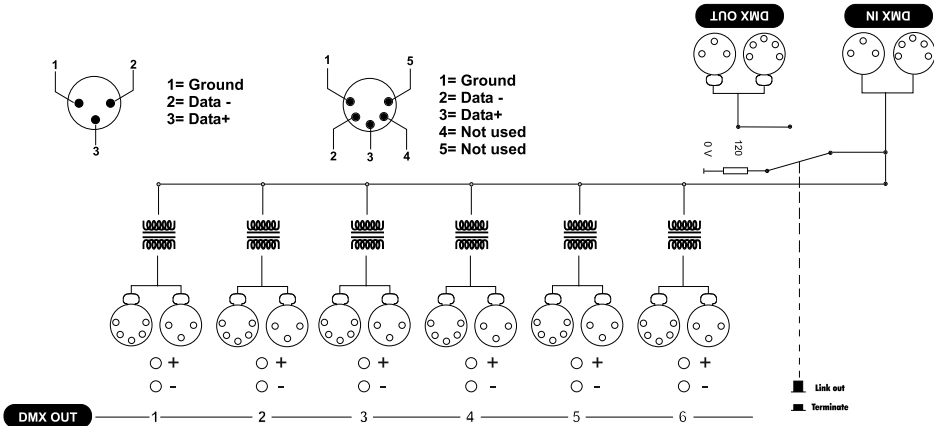 DMX OUT
DMX IN
1 2
3
1= Ground
2= Data -
3= Data+
1 5
2 3 4
1= Ground
2= Data -
3= Data+
4= Not used
5= Not used
0 V
120
+ + + + + +
- - - - - -
Link out
Terminate
DMX OUT 1 2 3 4 5 6